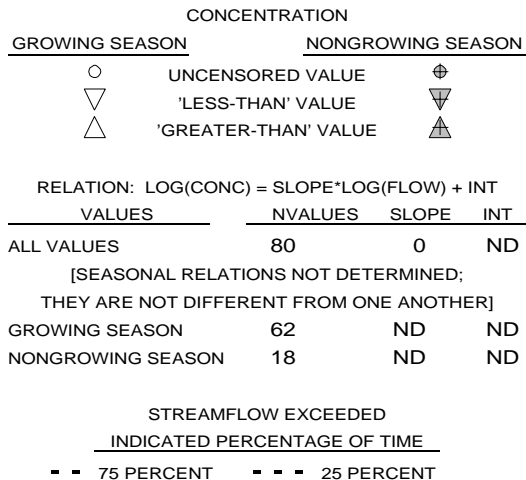 CONCENTRATION
GROWING SEASON NONGROWING SEASON
UNCENSORED VALUE
'LESS-THAN' VALUE
'GREATER-THAN' VALUE
RELATION: LOG(CONC) = SLOPE*LOG(FLOW) + INT
VALUES NVALUES SLOPE INT
ALL VALUES 80 0 ND
[SEASONAL RELATIONS NOT DETERMINED;
THEY ARE NOT DIFFERENT FROM ONE ANOTHER]
GROWING SEASON 62 ND ND
NONGROWING SEASON 18 ND ND
STREAMFLOW EXCEEDED
INDICATED PERCENTAGE OF TIME
75 PERCENT 25 PERCENT